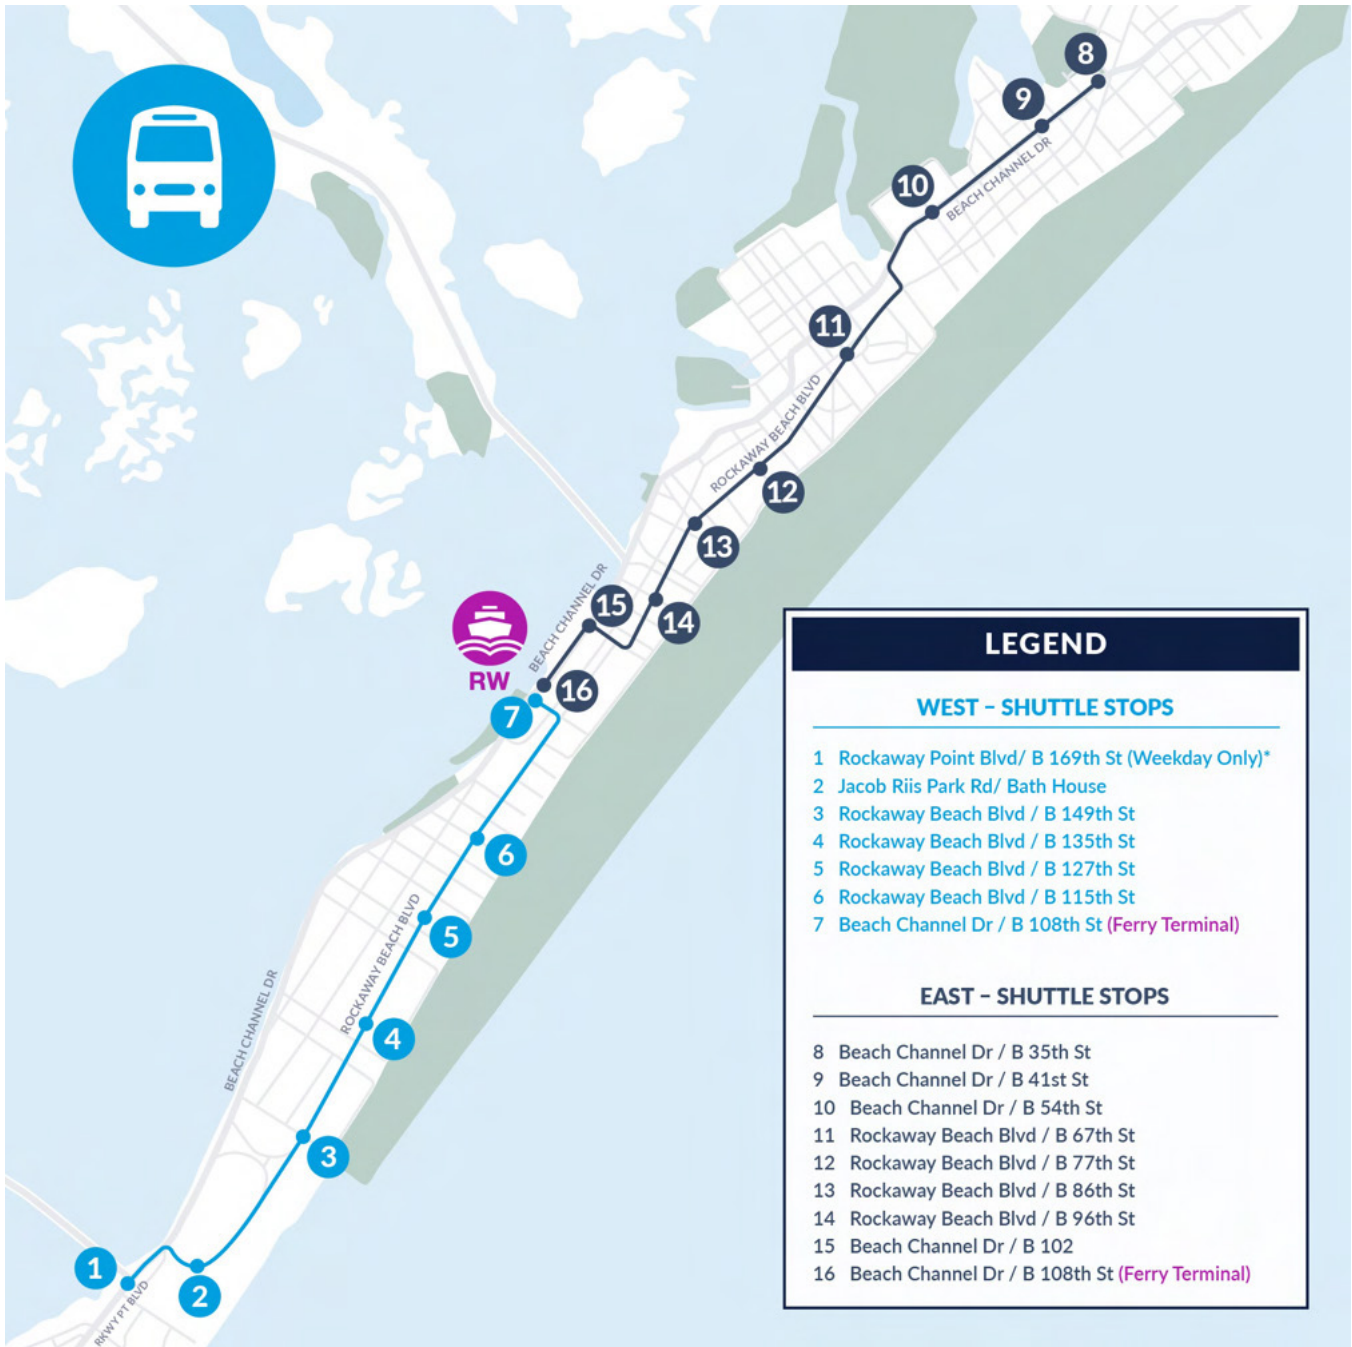 8
9
BEACH CHANNEL DR
10
11
ROCKAWAY BEACH BLVD
12
13
BEACH CHANNEL DR
15
14
RW
16
7
6
ROCKAWAY BEACH BLVD
5
BEACH CHANNEL DR
4
3
1
2
RKWY PT BLVD
LEGEND
WEST – SHUTTLE STOPS
1 Rockaway Point Blvd/ B 169th St (Weekday Only)*
2 Jacob Riis Park Rd/ Bath House
3 Rockaway Beach Blvd / B 149th St
4 Rockaway Beach Blvd / B 135th St
5 Rockaway Beach Blvd / B 127th St
6 Rockaway Beach Blvd / B 115th St
7 Beach Channel Dr / B 108th St (Ferry Terminal)
EAST – SHUTTLE STOPS
8 Beach Channel Dr / B 35th St
9 Beach Channel Dr / B 41st St
10 Beach Channel Dr / B 54th St
11 Rockaway Beach Blvd / B 67th St
12 Rockaway Beach Blvd / B 77th St
13 Rockaway Beach Blvd / B 86th St
14 Rockaway Beach Blvd / B 96th St
15 Beach Channel Dr / B 102
16 Beach Channel Dr / B 108th St (Ferry Terminal)